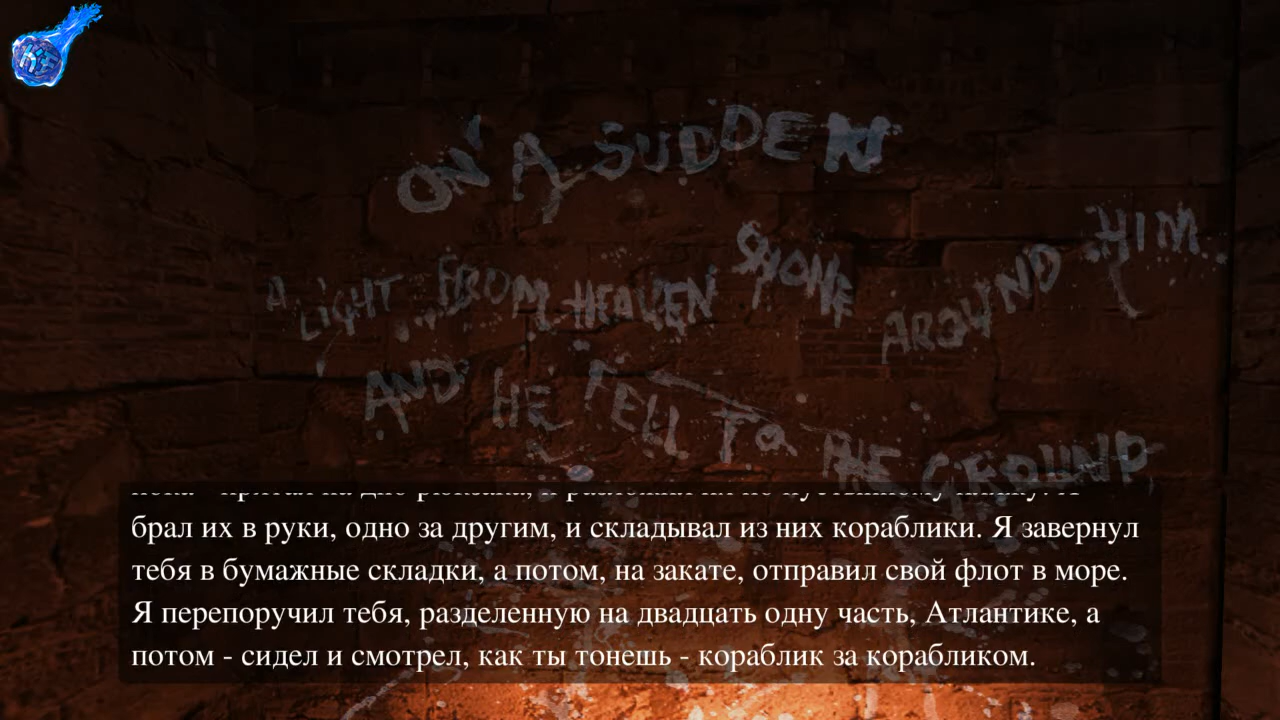 ON A SUDDEN
A LIGHT FROM HEAVEN SHONE AROUND HIM
AND HE FELL TO THE GROUND
брал их в руки, одно за другим, и складывал из них кораблики. Я завернул
тебя в бумажные складки, а потом, на закате, отправил свой флот в море.
Я перепоручил тебя, разделенную на двадцать одну часть, Атлантике, а
потом - сидел и смотрел, как ты тонешь - кораблик за корабликом.